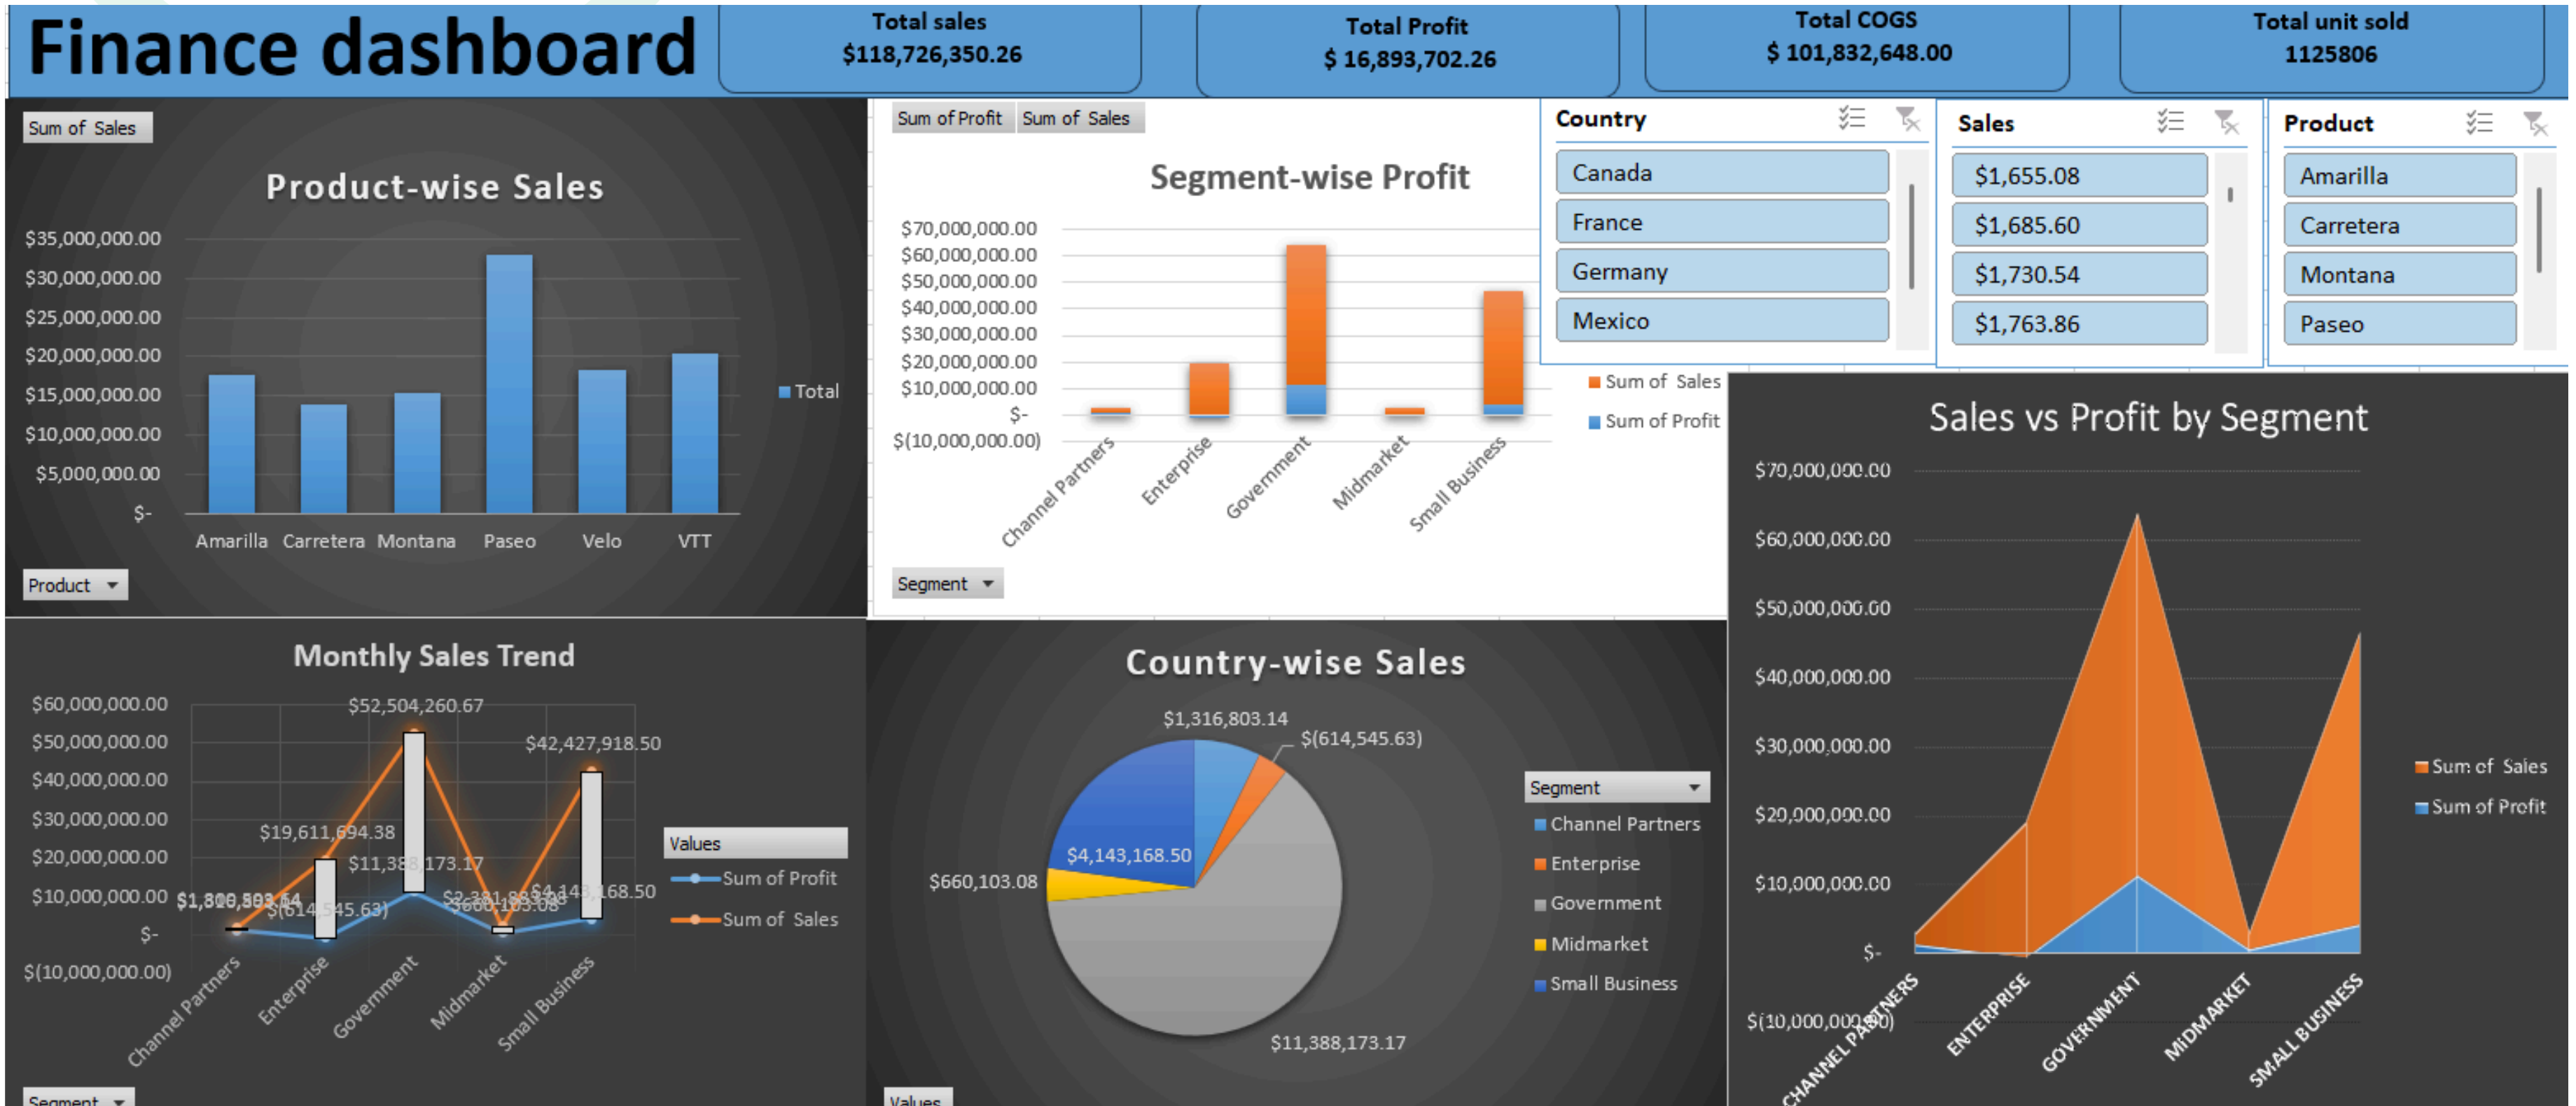 Finance dashboard
Total sales
$118,726,350.26
Total Profit
$ 16,893,702.26
Total COGS
$ 101,832,648.00
Total unit sold
1125806
Sum of Sales
Product-wise Sales
$35,000,000.00
$30,000,000.00
$25,000,000.00
$20,000,000.00
$15,000,000.00
$10,000,000.00
$5,000,000.00
$-
Amarilla
Carretera
Montana
Paseo
Velo
VTT
Total
Product
Sum of Profit
Sum of Sales
Segment-wise Profit
$70,000,000.00
$60,000,000.00
$50,000,000.00
$40,000,000.00
$30,000,000.00
$20,000,000.00
$10,000,000.00
$-
$(10,000,000.00)
Channel Partners
Enterprise
Government
Midmarket
Small Business
Sum of Sales
Sum of Profit
Segment
Country
Canada
France
Germany
Mexico
Sales
$1,655.08
$1,685.60
$1,730.54
$1,763.86
Product
Amarilla
Carretera
Montana
Paseo
Monthly Sales Trend
$60,000,000.00
$50,000,000.00
$40,000,000.00
$30,000,000.00
$20,000,000.00
$10,000,000.00
$-
$(10,000,000.00)
$52,504,260.67
$42,427,918.50
$19,611,694.38
$11,388,173.17
$(614,545.63)
$660,103.08
$4,143,168.50
Channel Partners
Enterprise
Government
Midmarket
Small Business
Values
Sum of Profit
Sum of Sales
Segment
Country-wise Sales
$1,316,803.14
$(614,545.63)
$4,143,168.50
$660,103.08
$11,388,173.17
Segment
Channel Partners
Enterprise
Government
Midmarket
Small Business
Values
Sales vs Profit by Segment
$70,000,000.00
$60,000,000.00
$50,000,000.00
$40,000,000.00
$30,000,000.00
$20,000,000.00
$10,000,000.00
$-
$(10,000,000.00)
CHANNEL PARTNERS
ENTERPRISE
GOVERNMENT
MIDMARKET
SMALL BUSINESS
Sum of Sales
Sum of Profit